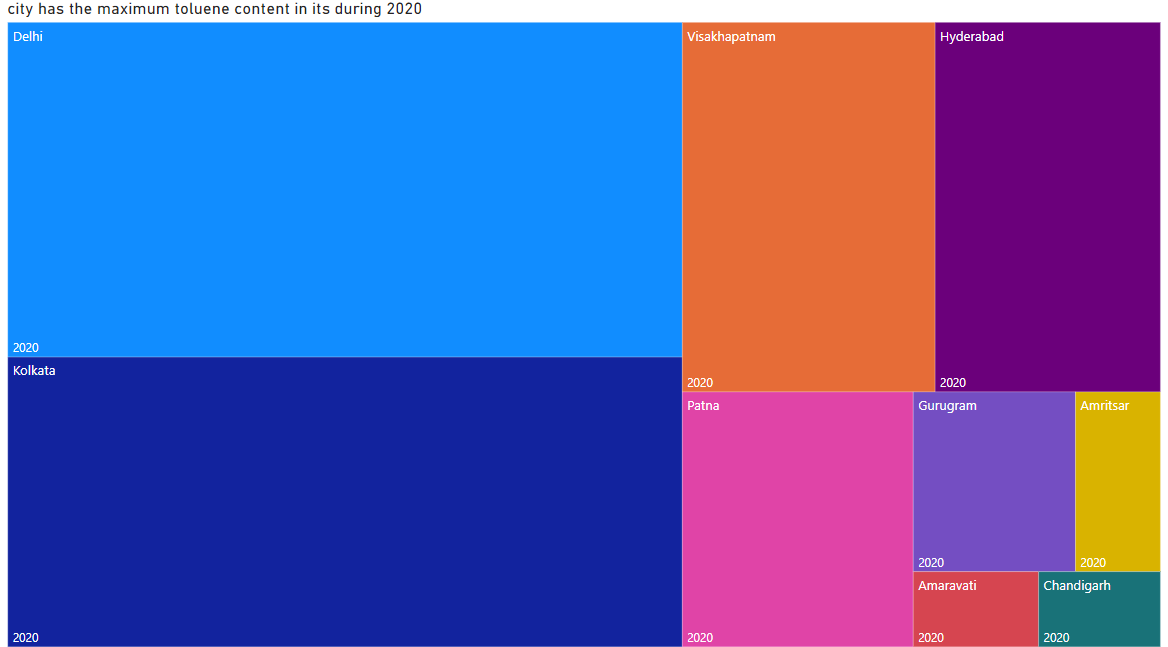 city has the maximum toluene content in its during 2020
Delhi
2020
Kolkata
2020
Visakhapatnam
2020
Hyderabad
2020
Patna
2020
Gurugram
2020
Amritsar
2020
Amaravati
2020
Chandigarh
2020